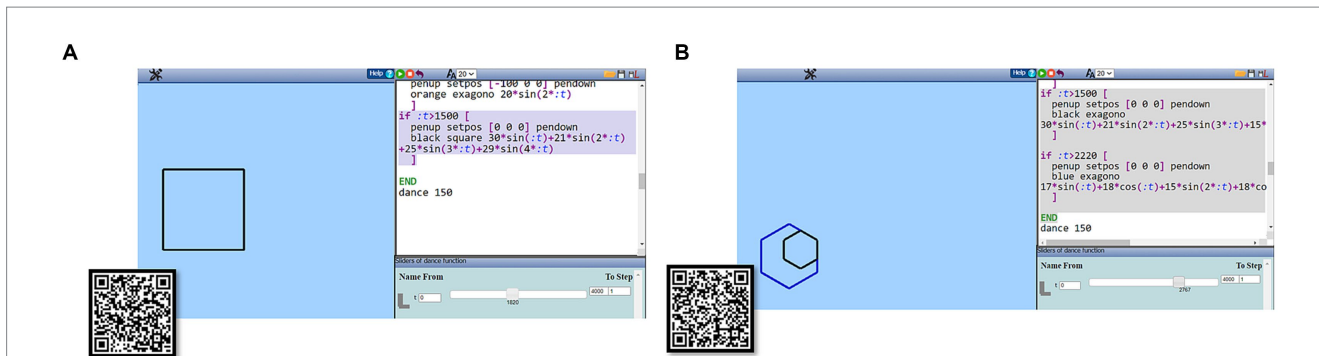 A
Help ?
20
penup setpos [-100 0 0] pendown
orange exagono 20*sin(2*:t)
]
if :t>1500 [
penup setpos [0 0 0] pendown
black square 30*sin(:t)+21*sin(2*:t)
+25*sin(3*:t)+29*sin(4*:t)
]
END
dance 150
Sliders of dance function
Name From
To Step
t 0
4000 1
1820
B
Help ?
20
]
if :t>1500 [
penup setpos [0 0 0] pendown
black exagono
30*sin(:t)+21*sin(2*:t)+25*sin(3*:t)+15*
]
if :t>2220 [
penup setpos [0 0 0] pendown
blue exagono
17*sin(:t)+18*cos(:t)+15*sin(2*:t)+18*co
]
END
dance 150
Sliders of dance function
Name From
To Step
t 0
4000 1
2767